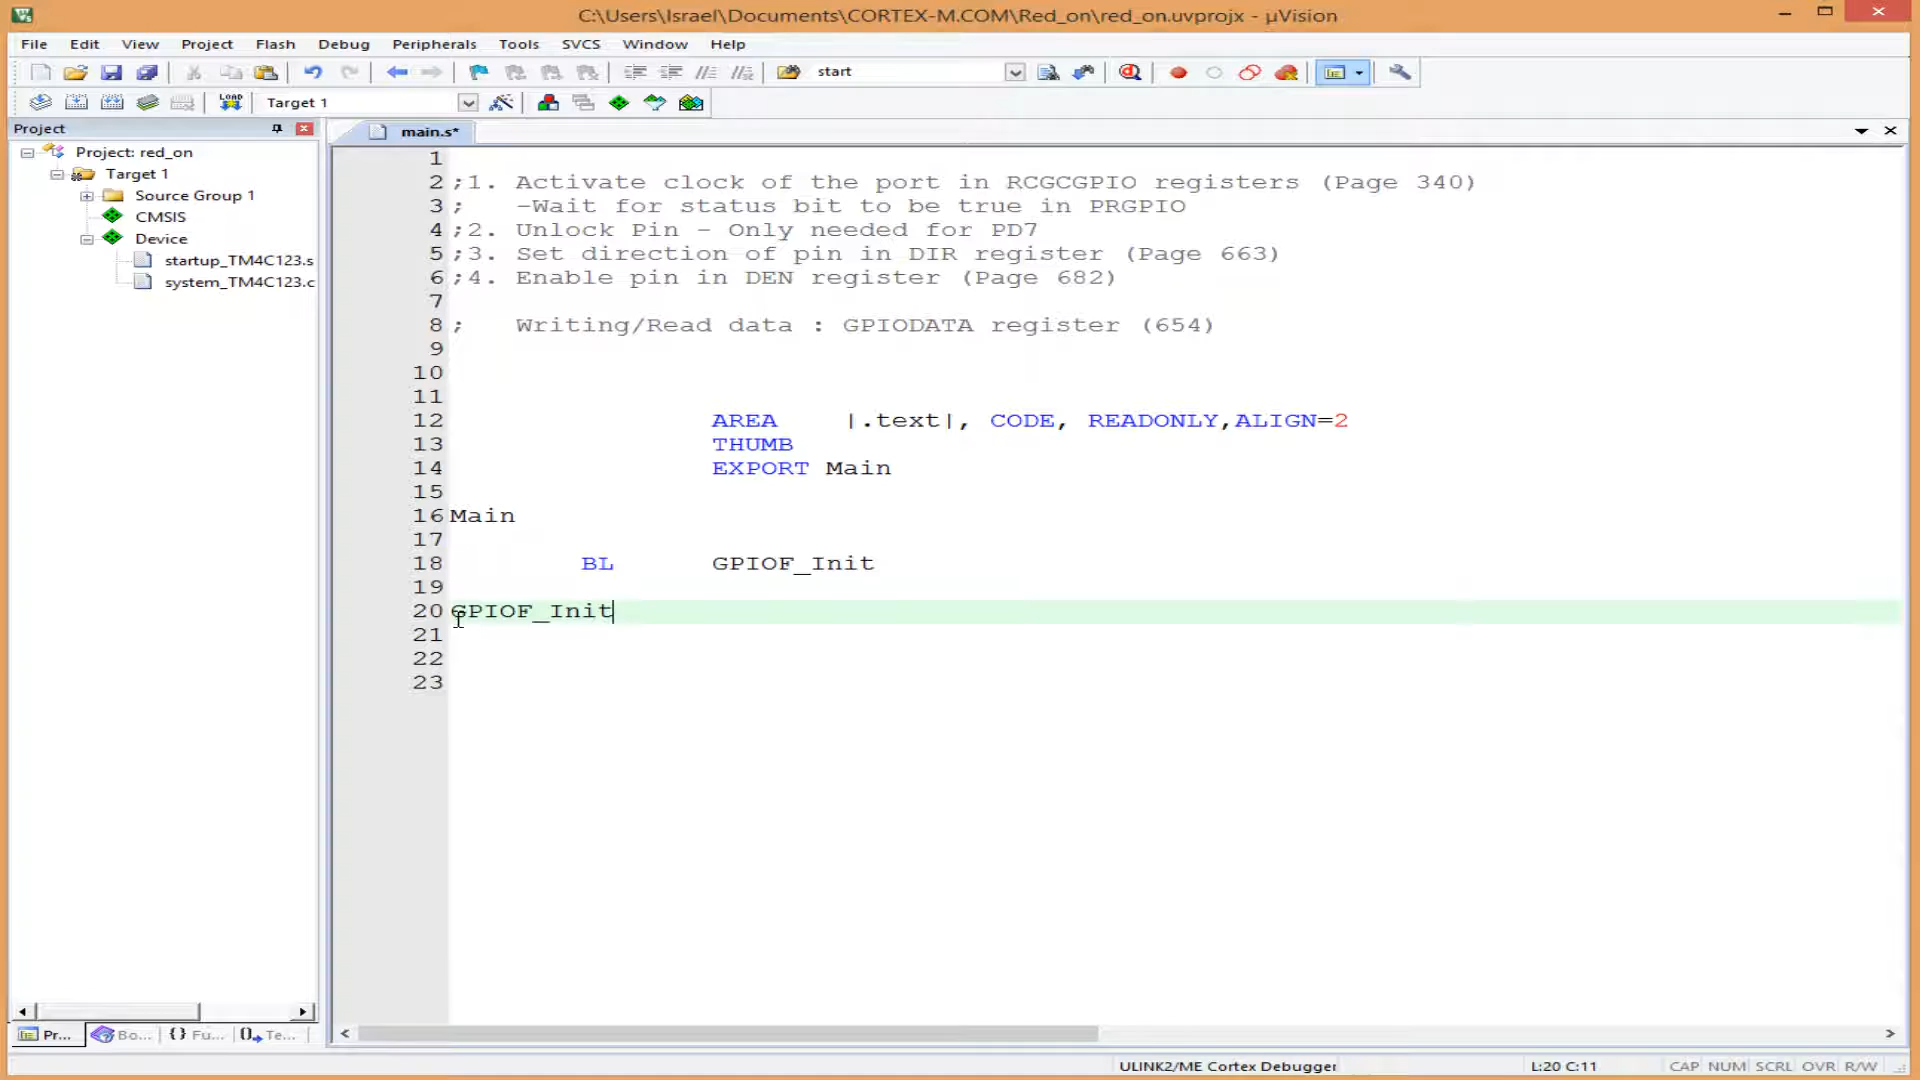 C:\Users\Israel\Documents\CORTEX-M.COM\Red_on\red_on.uvprojx - µVision
File Edit View Project Flash Debug Peripherals Tools SVCS Window Help
start
LOAD Target 1
Project
main.s*
Project: red_on
Target 1
Source Group 1
CMSIS
Device
startup_TM4C123.s
system_TM4C123.c
1
2 ;1. Activate clock of the port in RCGCGPIO registers (Page 340)
3 ; -Wait for status bit to be true in PRGPIO
4 ;2. Unlock Pin - Only needed for PD7
5 ;3. Set direction of pin in DIR register (Page 663)
6 ;4. Enable pin in DEN register (Page 682)
7
8 ; Writing/Read data : GPIODATA register (654)
9
10
11
12 AREA |.text|, CODE, READONLY,ALIGN=2
13 THUMB
14 EXPORT Main
15
16 Main
17
18 BL GPIOF_Init
19
20 GPIOF_Init
21
22
23
Pr... Bo... {} Fu... Te...
ULINK2/ME Cortex Debugger L:20 C:11 CAP NUM SCRL OVR R/W